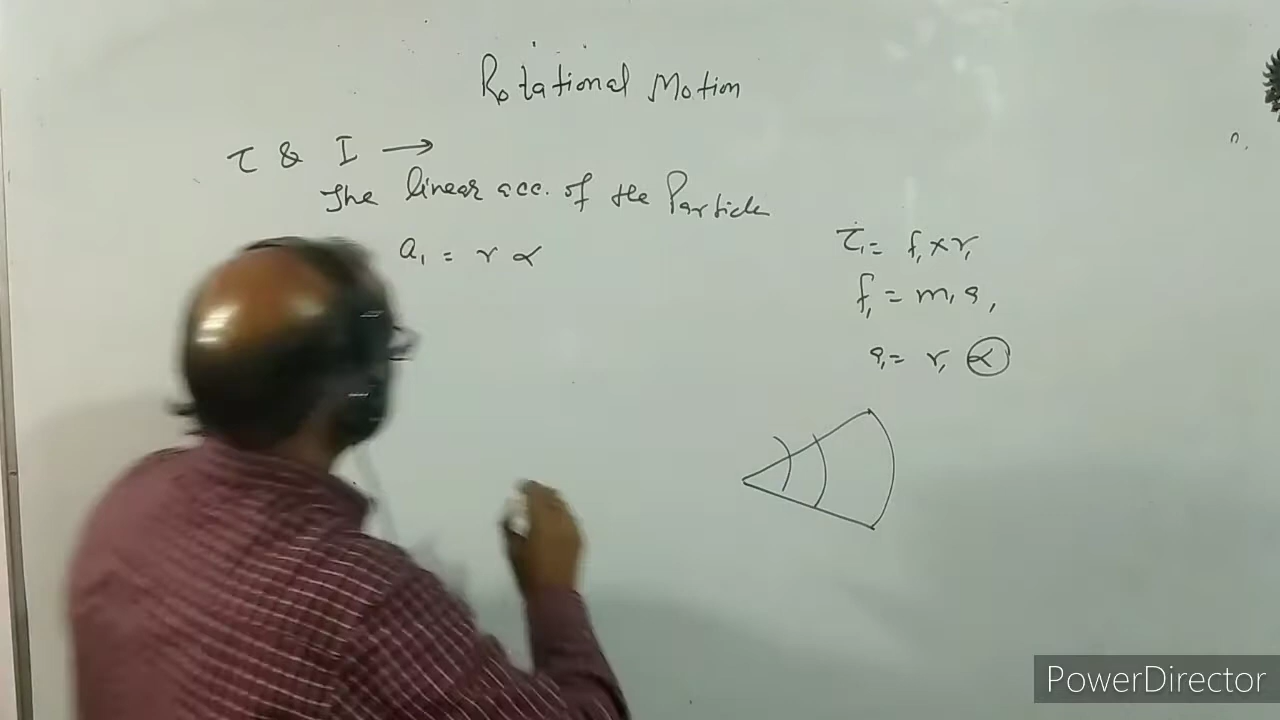 Rotational Motion
τ & I →
The linear acc. of the Particle
a₁ = r α
τ₁ = f₁ × r₁
f₁ = m₁ a₁
a₁ = r₁ α
PowerDirector